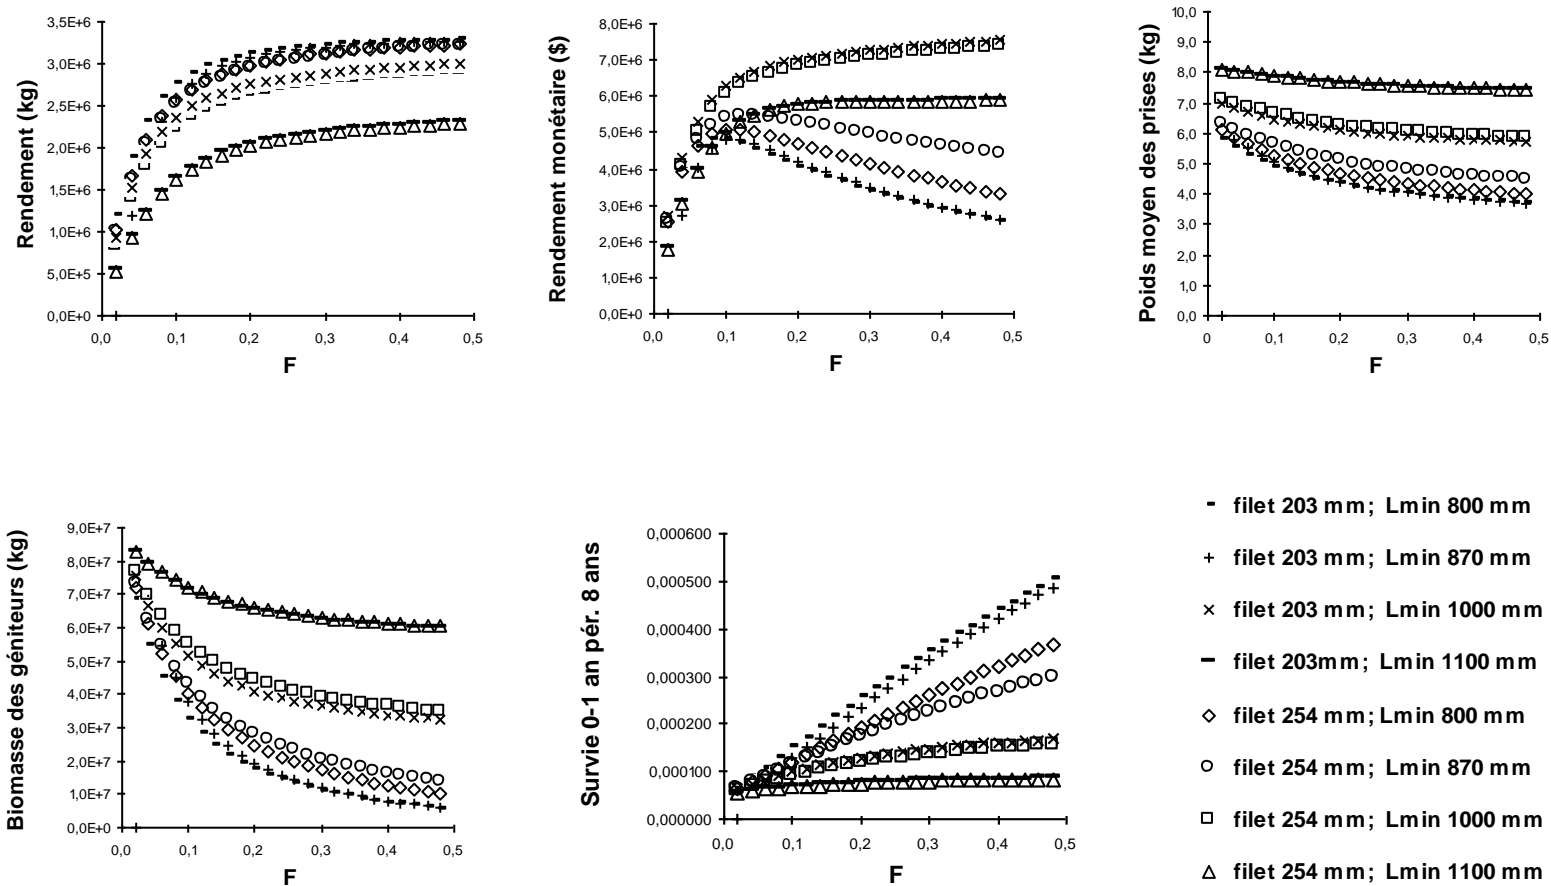 Rendement (kg)
3,5E+6
3,0E+6
2,5E+6
2,0E+6
1,5E+6
1,0E+6
5,0E+5
0,0E+0
0,0
0,1
0,2
0,3
0,4
0,5
F
Rendement monétaire ($)
8,0E+6
7,0E+6
6,0E+6
5,0E+6
4,0E+6
3,0E+6
2,0E+6
1,0E+6
0,0E+0
0,0
0,1
0,2
0,3
0,4
0,5
F
Poids moyen des prises (kg)
10,0
9,0
8,0
7,0
6,0
5,0
4,0
3,0
2,0
1,0
0,0
0
0,1
0,2
0,3
0,4
0,5
F
Biomasse des géniteurs (kg)
9,0E+7
8,0E+7
7,0E+7
6,0E+7
5,0E+7
4,0E+7
3,0E+7
2,0E+7
1,0E+7
0,0E+0
0,0
0,1
0,2
0,3
0,4
0,5
F
Survie 0-1 an pér. 8 ans
0,000600
0,000500
0,000400
0,000300
0,000200
0,000100
0,000000
0,0
0,1
0,2
0,3
0,4
0,5
F
filet 203 mm; Lmin 800 mm
filet 203 mm; Lmin 870 mm
filet 203 mm; Lmin 1000 mm
filet 203mm; Lmin 1100 mm
filet 254 mm; Lmin 800 mm
filet 254 mm; Lmin 870 mm
filet 254 mm; Lmin 1000 mm
filet 254 mm; Lmin 1100 mm